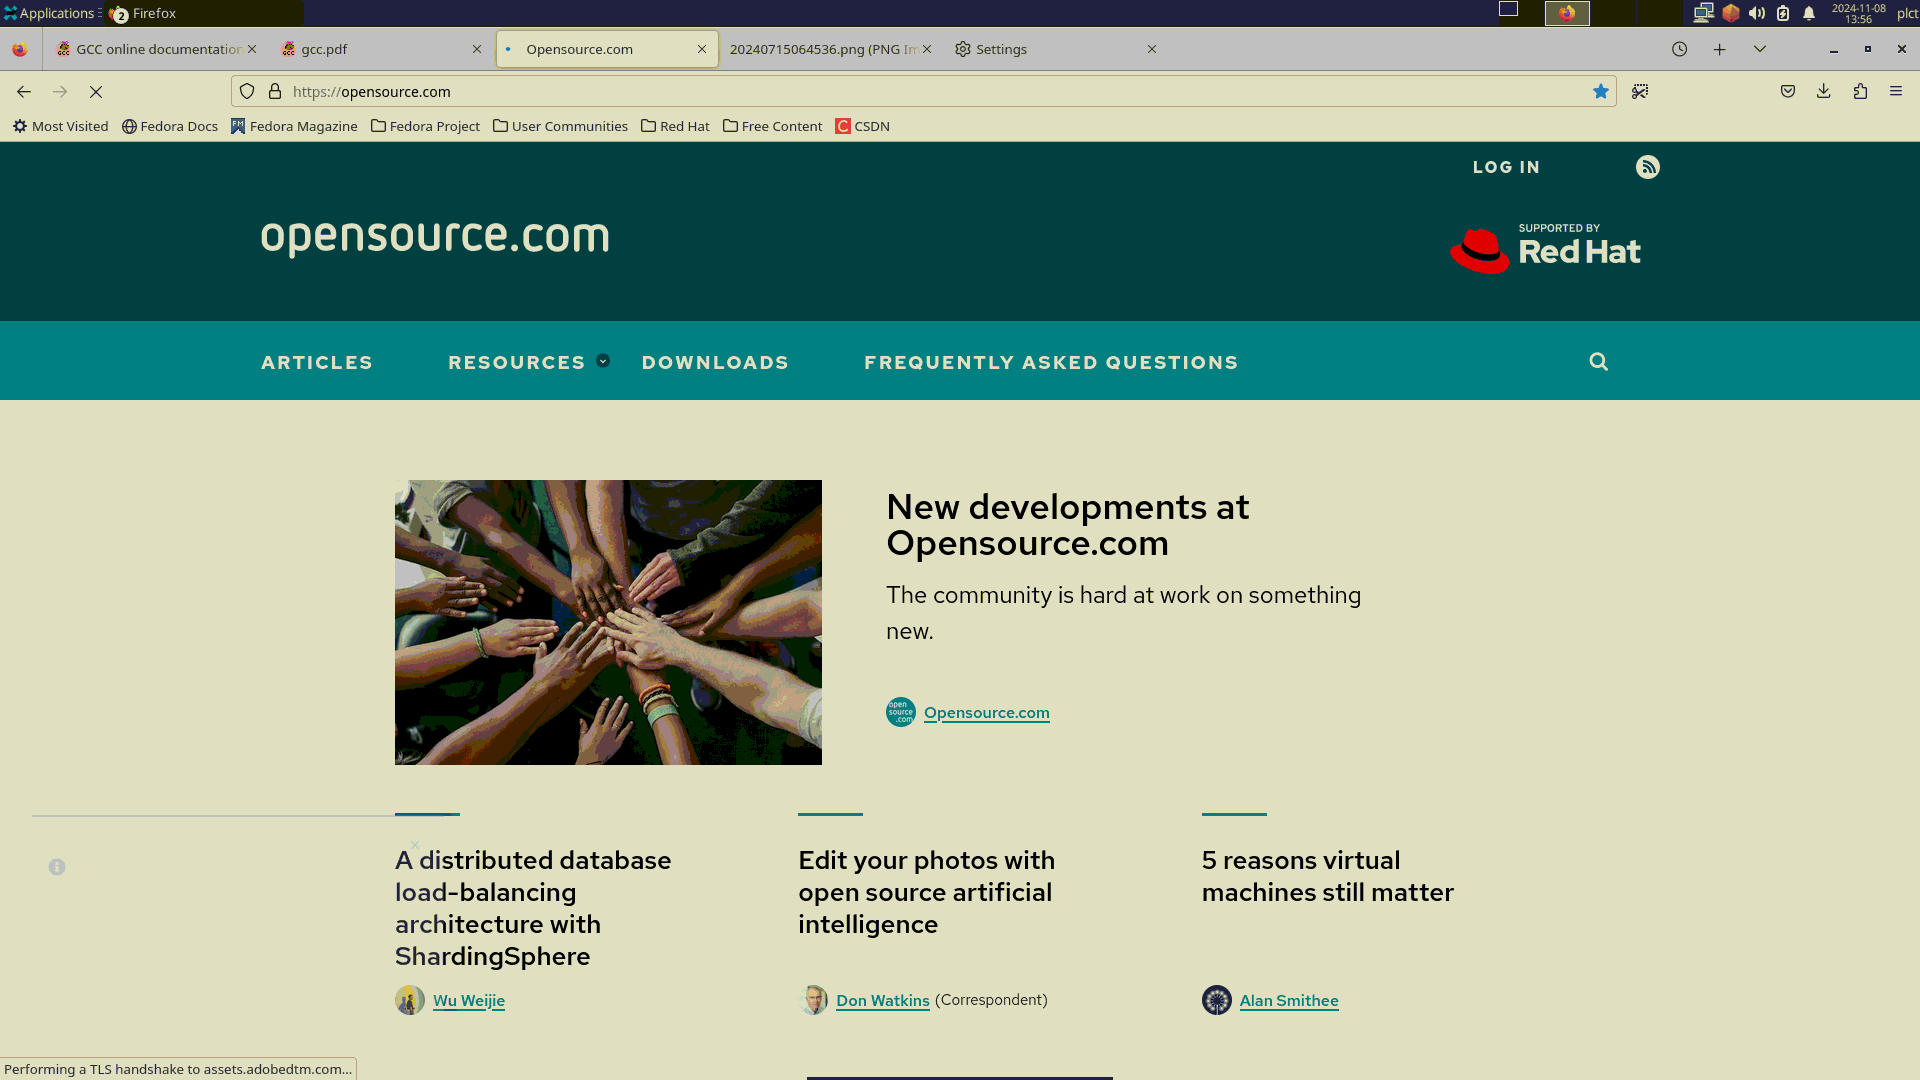 Applications
2 Firefox
2024-11-08
13:56
plct
GCC online documentation
gcc.pdf
Opensource.com
20240715064536.png (PNG Im
Settings
https://opensource.com
Most Visited
Fedora Docs
Fedora Magazine
Fedora Project
User Communities
Red Hat
Free Content
CSDN
LOG IN
opensource.com
SUPPORTED BY
Red Hat
ARTICLES
RESOURCES
DOWNLOADS
FREQUENTLY ASKED QUESTIONS
New developments at
Opensource.com
The community is hard at work on something
new.
open
source
.com
Opensource.com
A distributed database
load-balancing
architecture with
ShardingSphere
Wu Weijie
Edit your photos with
open source artificial
intelligence
Don Watkins (Correspondent)
5 reasons virtual
machines still matter
Alan Smithee
Performing a TLS handshake to assets.adobedtm.com...